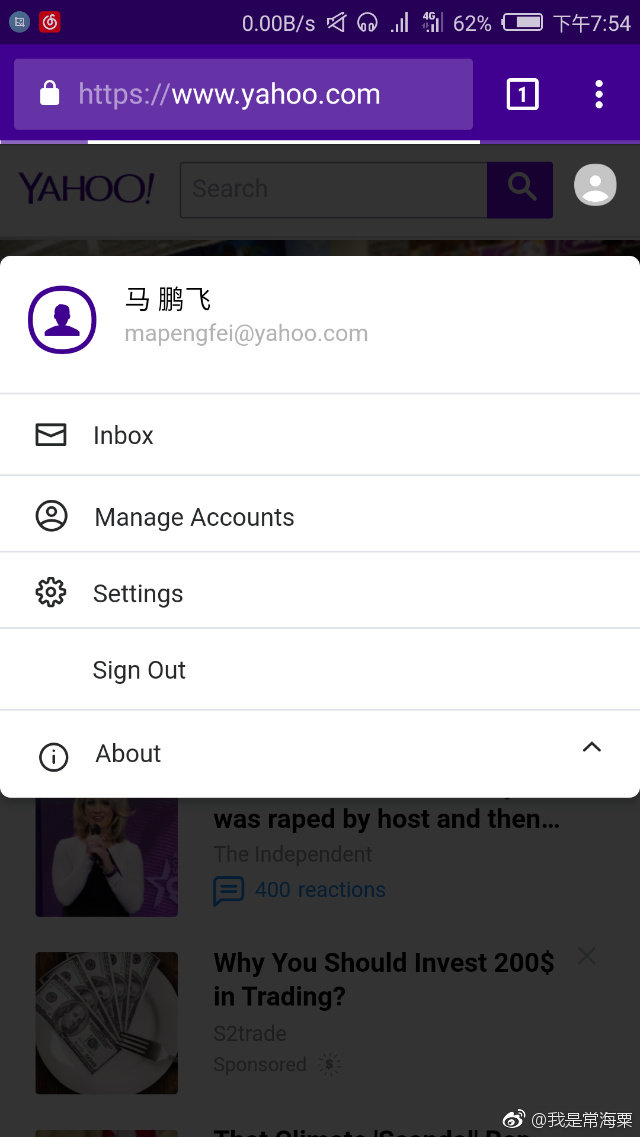 0.00B/s 4G 62% 下午7:54
https://www.yahoo.com 1
YAHOO! Search
马 鹏飞
mapengfei@yahoo.com
Inbox
Manage Accounts
Settings
Sign Out
About
was raped by host and then...
The Independent
400 reactions
Why You Should Invest 200$
in Trading?
S2trade
Sponsored $
@我是常海粟